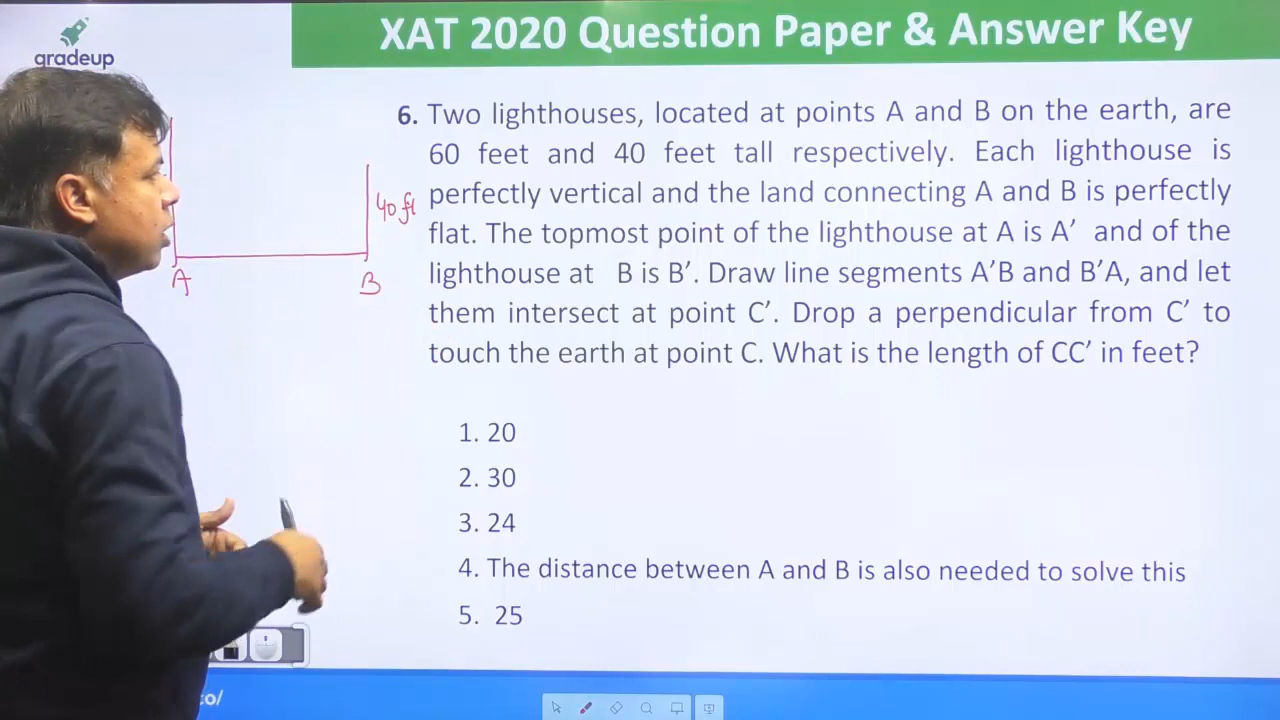 gradeup
XAT 2020 Question Paper & Answer Key
6. Two lighthouses, located at points A and B on the earth, are
60 feet and 40 feet tall respectively. Each lighthouse is
perfectly vertical and the land connecting A and B is perfectly
flat. The topmost point of the lighthouse at A is A′ and of the
lighthouse at B is B′. Draw line segments A′B and B′A, and let
them intersect at point C′. Drop a perpendicular from C′ to
touch the earth at point C. What is the length of CC′ in feet?
40 ft
A
B
1. 20
2. 30
3. 24
4. The distance between A and B is also needed to solve this
5. 25
co/